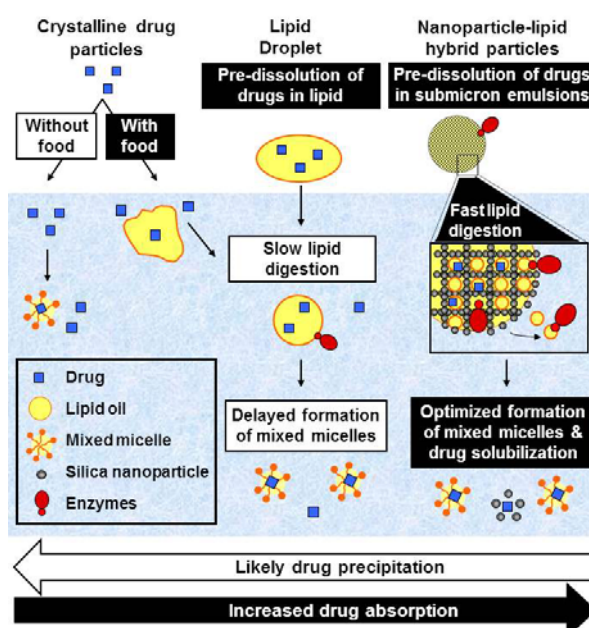 Crystalline drug
particles
Lipid
Droplet
Nanoparticle-lipid
hybrid particles
Pre-dissolution of
drugs in lipid
Pre-dissolution of drugs
in submicron emulsions
Without
food
With
food
Fast lipid
digestion
Slow lipid
digestion
Drug
Lipid oil
Mixed micelle
Silica nanoparticle
Enzymes
Delayed formation
of mixed micelles
Optimized formation
of mixed micelles &
drug solubilization
Likely drug precipitation
Increased drug absorption